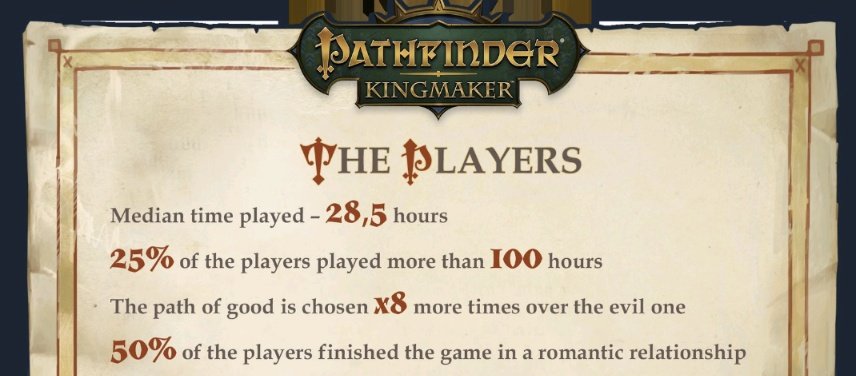 PATHFINDER
KINGMAKER
THE PLAYERS
Median time played – 28,5 hours
25% of the players played more than 100 hours
The path of good is chosen x8 more times over the evil one
50% of the players finished the game in a romantic relationship